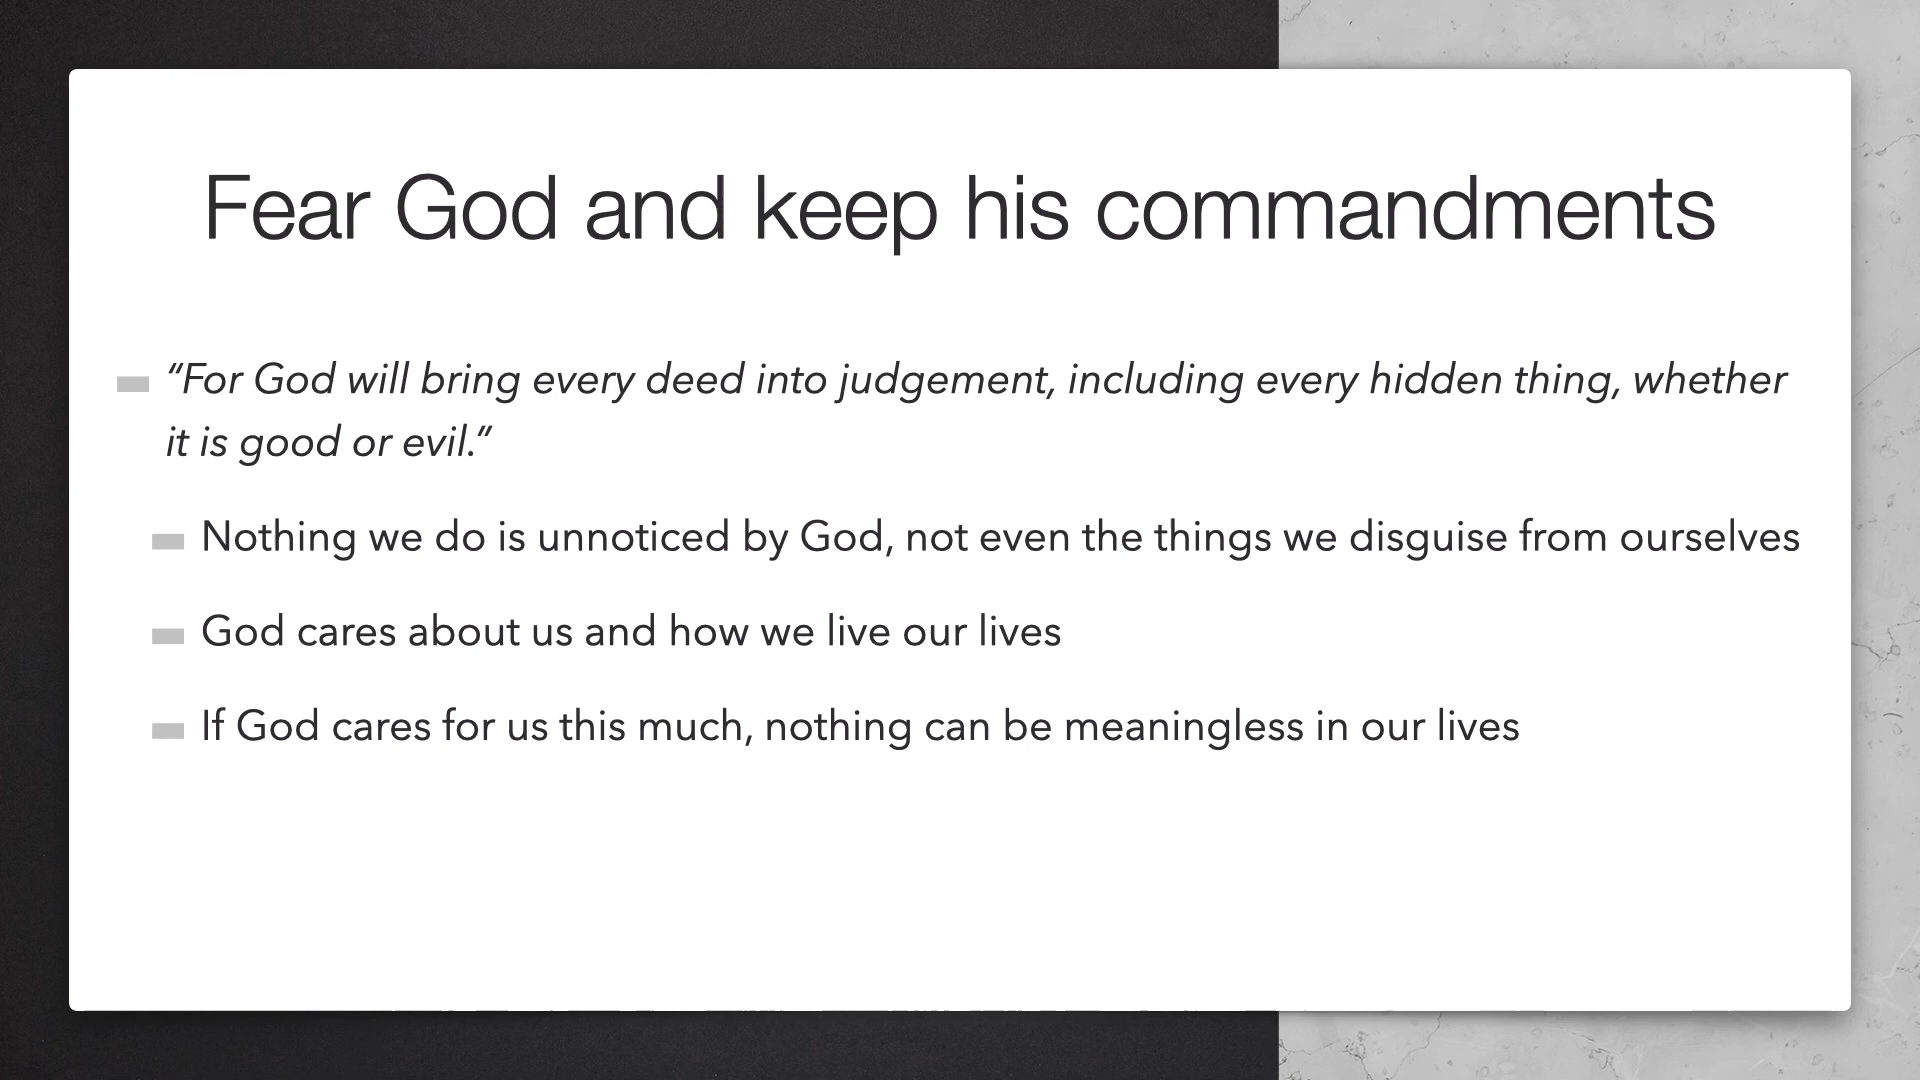 Fear God and keep his commandments
“For God will bring every deed into judgement, including every hidden thing, whether
it is good or evil.”
Nothing we do is unnoticed by God, not even the things we disguise from ourselves
God cares about us and how we live our lives
If God cares for us this much, nothing can be meaningless in our lives